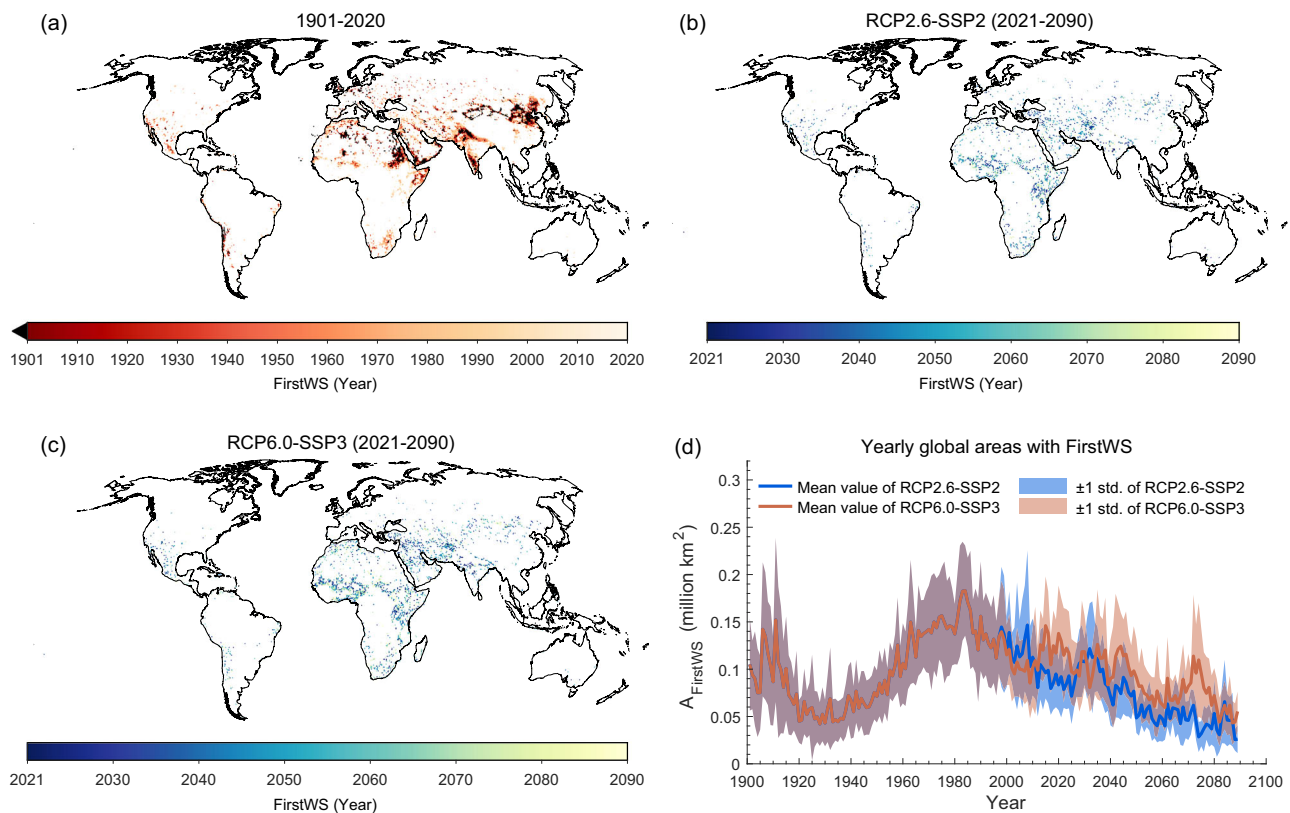 (a)
1901-2020
1901 1910 1920 1930 1940 1950 1960 1970 1980 1990 2000 2010 2020
FirstWS (Year)
(b)
RCP2.6-SSP2 (2021-2090)
2021 2030 2040 2050 2060 2070 2080 2090
FirstWS (Year)
(c)
RCP6.0-SSP3 (2021-2090)
2021 2030 2040 2050 2060 2070 2080 2090
FirstWS (Year)
(d)
Yearly global areas with FirstWS
Mean value of RCP2.6-SSP2
±1 std. of RCP2.6-SSP2
Mean value of RCP6.0-SSP3
±1 std. of RCP6.0-SSP3
A FirstWS (million km²)
0.3
0.25
0.2
0.15
0.1
0.05
0
1900 1920 1940 1960 1980 2000 2020 2040 2060 2080 2100
Year